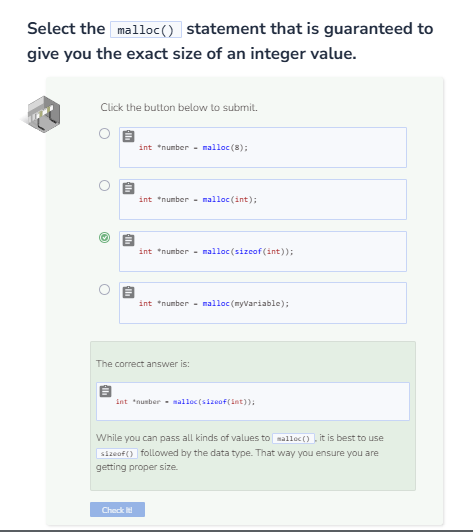 Select the malloc() statement that is guaranteed to
give you the exact size of an integer value.
Click the button below to submit.
int *number = malloc(8);
int *number = malloc(int);
int *number = malloc(sizeof(int));
int *number = malloc(myVariable);
The correct answer is:
int *number = malloc(sizeof(int));
While you can pass all kinds of values to malloc() , it is best to use
sizeof() followed by the data type. That way you ensure you are
getting proper size.
Check It!